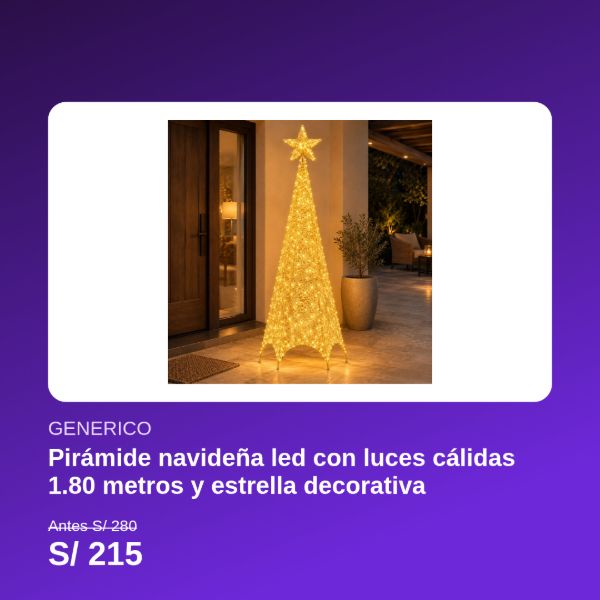 GENERICO
Pirámide navideña led con luces cálidas
1.80 metros y estrella decorativa
Antes S/ 280
S/ 215